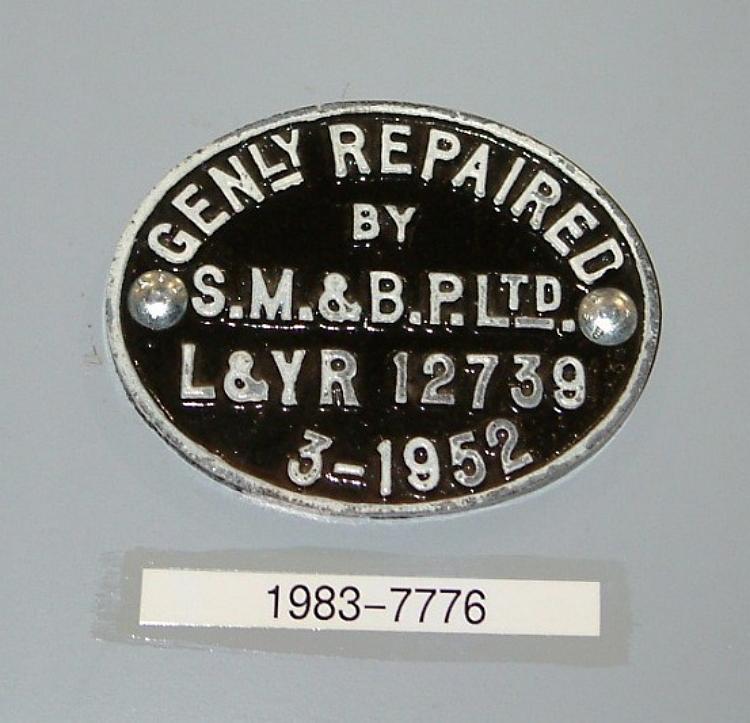 GENLY REPAIRED
BY
S.M.&B.P.LTD.
L&YR 12739
3-1952
1983-7776